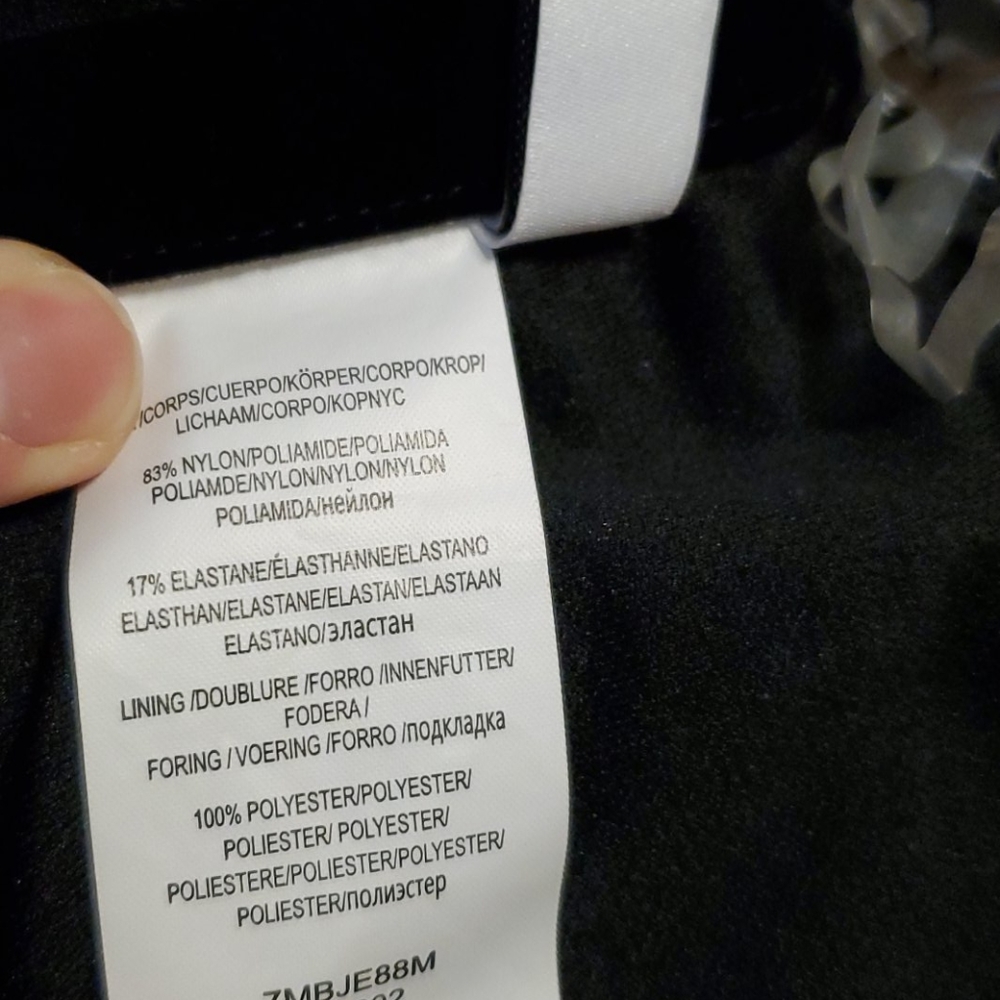 /CORPS/CUERPO/KÖRPER/CORPO/KROP/
LICHAAM/CORPO/KOPNYC
83% NYLON/POLIAMIDE/POLIAMIDA
POLIAMDE/NYLON/NYLON/NYLON
POLIAMIDA/нейлон
17% ELASTANE/ÉLASTHANNE/ELASTANO
ELASTHAN/ELASTANE/ELASTAN/ELASTAAN
ELASTANO/эластан
LINING /DOUBLURE /FORRO /INNENFUTTER/
FODERA /
FORING / VOERING /FORRO /подкладка
100% POLYESTER/POLYESTER/
POLIESTER/ POLYESTER/
POLIESTERE/POLIESTER/POLYESTER/
POLIESTER/полиэстер
7MBJE88M